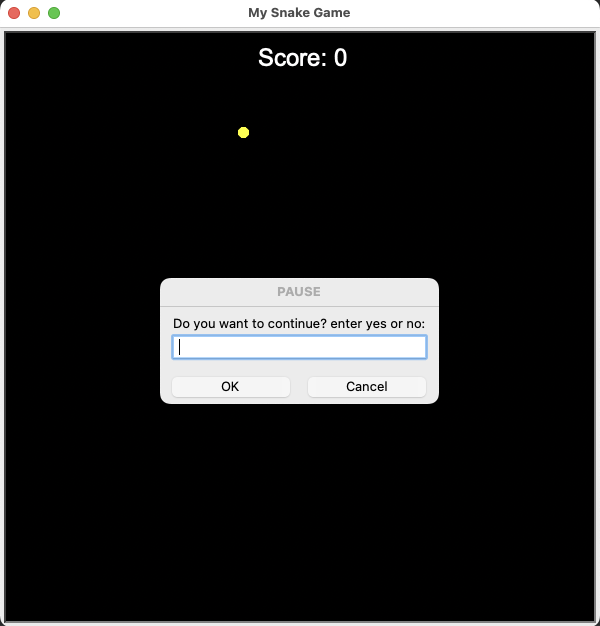 My Snake Game
Score: 0
PAUSE
Do you want to continue? enter yes or no:
OK
Cancel